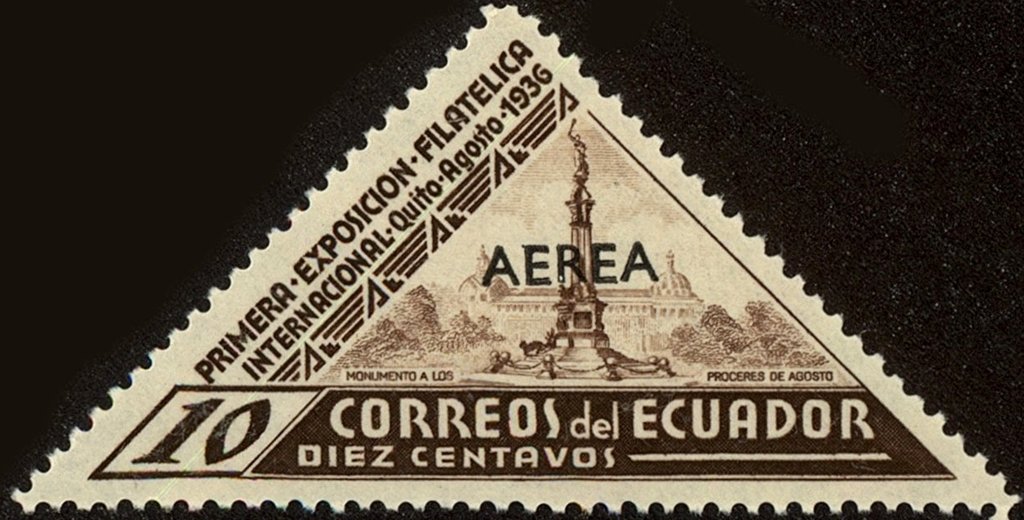 PRIMERA · EXPOSICION · FILATELICA
INTERNACIONAL · Quito · Agosto · 1936
AEREA
MONUMENTO A LOS PROCERES DE AGOSTO
10
CORREOS del ECUADOR
DIEZ CENTAVOS